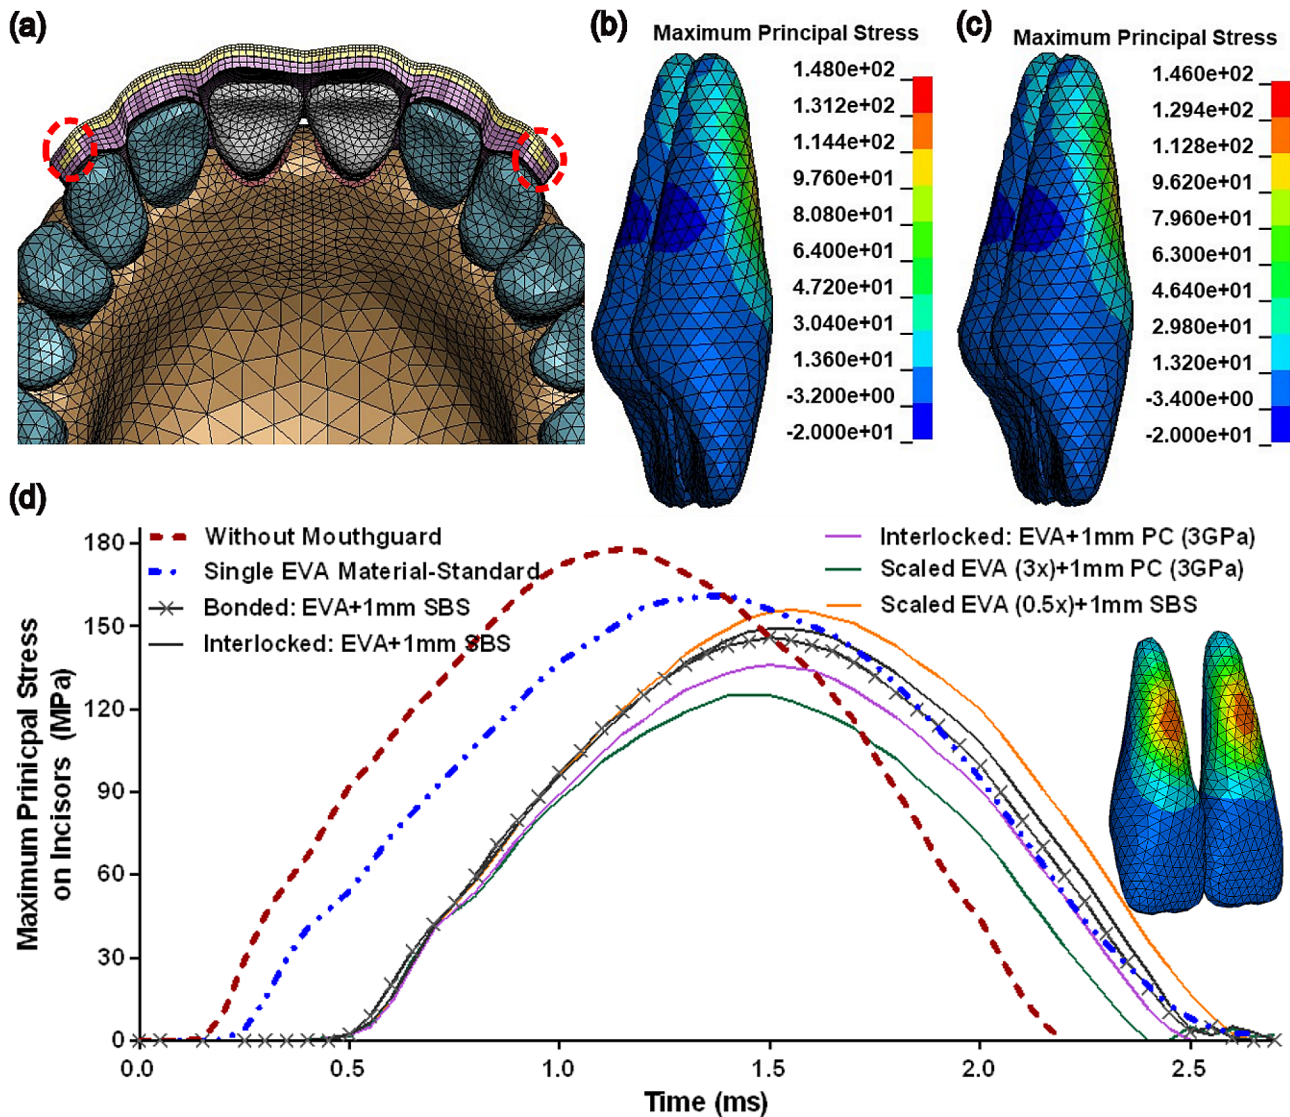 (a)
(b)
Maximum Principal Stress
1.480e+02
1.312e+02
1.144e+02
9.760e+01
8.080e+01
6.400e+01
4.720e+01
3.040e+01
1.360e+01
-3.200e+00
-2.000e+01
(c)
Maximum Principal Stress
1.460e+02
1.294e+02
1.128e+02
9.620e+01
7.960e+01
6.300e+01
4.640e+01
2.980e+01
1.320e+01
-3.400e+00
-2.000e+01
(d)
Without Mouthguard
Single EVA Material-Standard
Bonded: EVA+1mm SBS
Interlocked: EVA+1mm SBS
Interlocked: EVA+1mm PC (3GPa)
Scaled EVA (3x)+1mm PC (3GPa)
Scaled EVA (0.5x)+1mm SBS
Maximum Prinicpal Stress
on Incisors (MPa)
180
150
120
90
60
30
0
0.0 0.5 1.0 1.5 2.0 2.5
Time (ms)